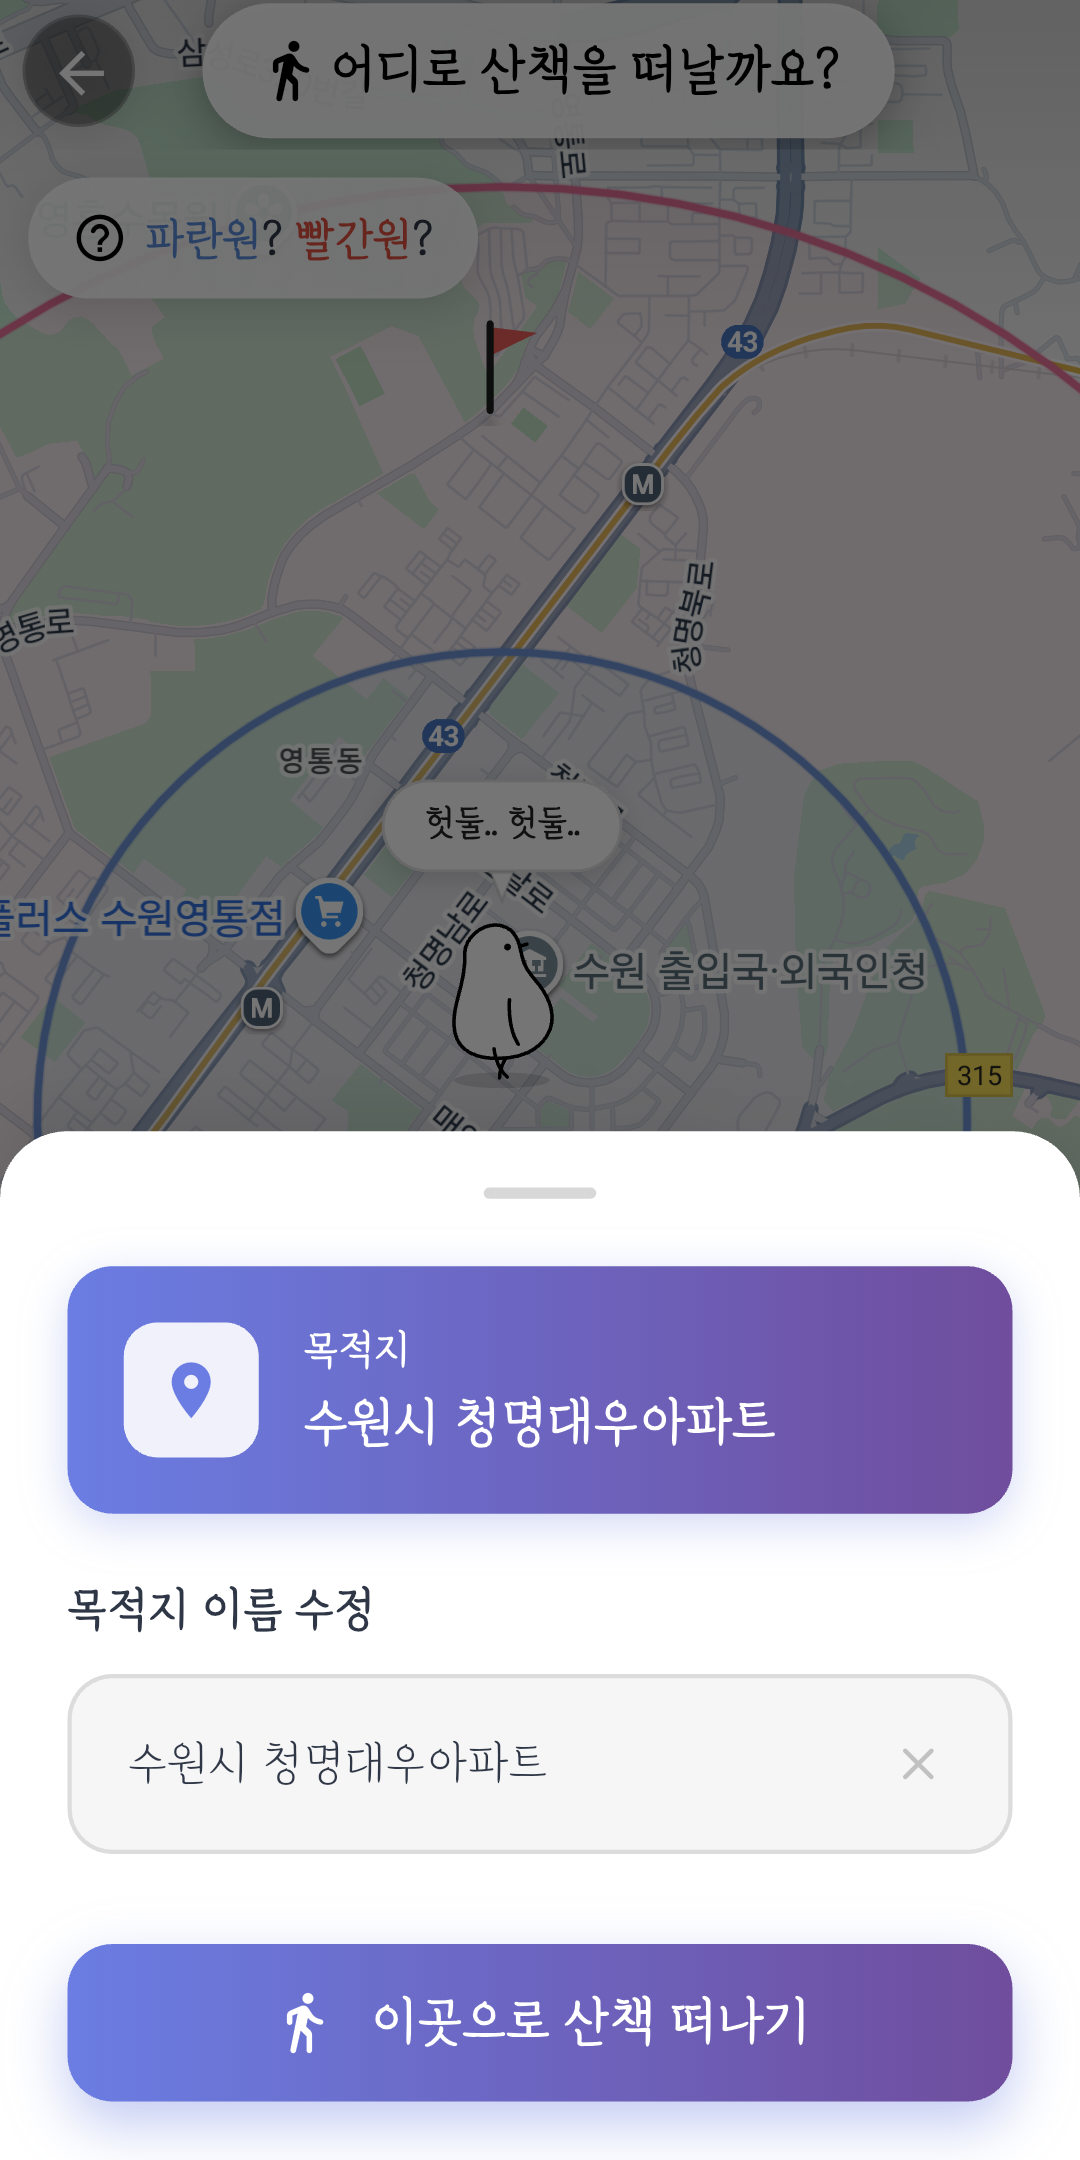 어디로 산책을 떠날까요?
파란원? 빨간원?
43
M
청명북로
영통로
43
영통동
헛둘.. 헛둘..
플러스 수원영통점
청명남로
수원 출입국·외국인청
M
315
목적지
수원시 청명대우아파트
목적지 이름 수정
수원시 청명대우아파트
이곳으로 산책 떠나기